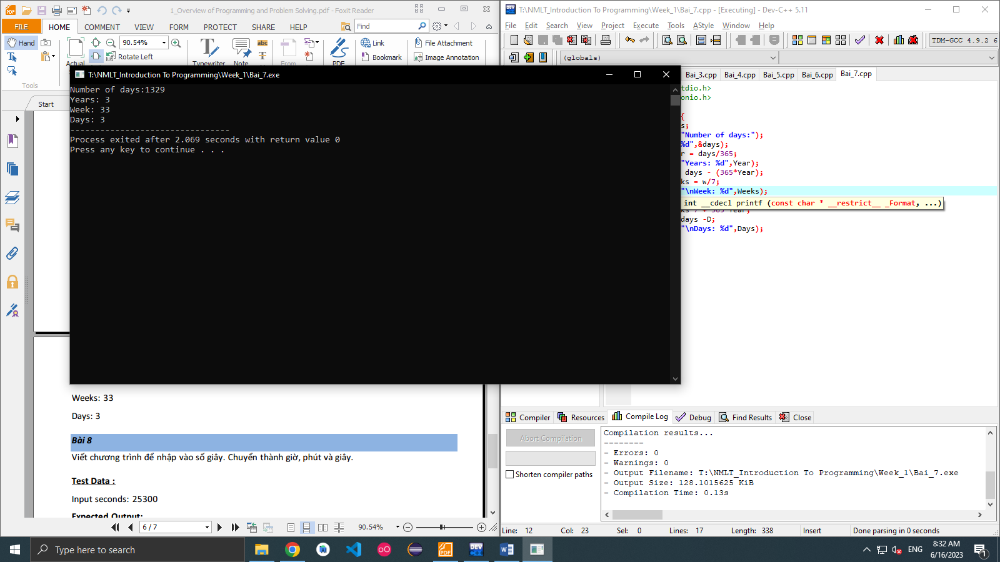 1_Overview of Programming and Problem Solving.pdf - Foxit Reader
FILE HOME COMMENT VIEW FORM PROTECT SHARE HELP
Find
Hand
90.54%
Rotate Left
Actual
Typewriter
Note
From
PDF
Link
Bookmark
File Attachment
Image Annotation
Tools
Start
T:\NMLT_Introduction To Programming\Week_1\Bai_7.cpp - [Executing] - Dev-C++ 5.11
File Edit Search View Project Execute Tools AStyle Window Help
TDM-GCC 4.9.2 6
(globals)
Bai_3.cpp Bai_4.cpp Bai_5.cpp Bai_6.cpp Bai_7.cpp
T:\NMLT_Introduction To Programming\Week_1\Bai_7.exe
Number of days:1329
Years: 3
Week: 33
Days: 3
--------------------------------
Process exited after 2.069 seconds with return value 0
Press any key to continue . . .
tdio.h>
onio.h>
{
s;
"Number of days:");
%d",&days);
r = days/365;
"Years: %d",Year);
days - (365*Year);
ks = w/7;
"\nWeek: %d",Weeks);
int __cdecl printf (const char * __restrict__ _Format, ...)
days -D;
"\nDays: %d",Days);
Weeks: 33
Days: 3
Bài 8
Viết chương trình để nhập vào số giây. Chuyển thành giờ, phút và giây.
Test Data :
Input seconds: 25300
Expected Output:
6 / 7
90.54%
Compiler Resources Compile Log Debug Find Results Close
Abort Compilation
Shorten compiler paths
Compilation results...
--------
- Errors: 0
- Warnings: 0
- Output Filename: T:\NMLT_Introduction To Programming\Week_1\Bai_7.exe
- Output Size: 128.1015625 KiB
- Compilation Time: 0.13s
Line: 12 Col: 23 Sel: 0 Lines: 17 Length: 338 Insert Done parsing in 0 seconds
Type here to search
ENG
8:32 AM
6/16/2023
1